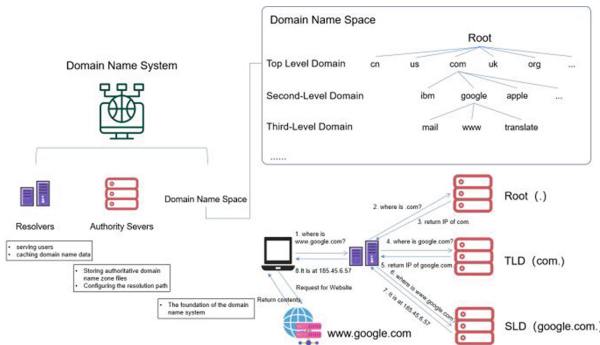 Domain Name System
Resolvers
serving users
caching domain name data
Authority Severs
Storing authoritative domain
name zone files
Configuring the resolution path
Domain Name Space
The foundation of the domain
name system
Domain Name Space
Root
Top Level Domain cn us com uk org ...
Second-Level Domain ibm google apple ...
Third-Level Domain mail www translate
......
1. where is
www.google.com?
8.It is at 185.45.6.57
2. where is .com?
3. return IP of com.
Root (.)
4. where is google.com?
5. return IP of google.com
TLD (com.)
6. where is www.google.com
7. It is at 185.45.6.57
SLD (google.com.)
Request for Website
Return contents
www.google.com